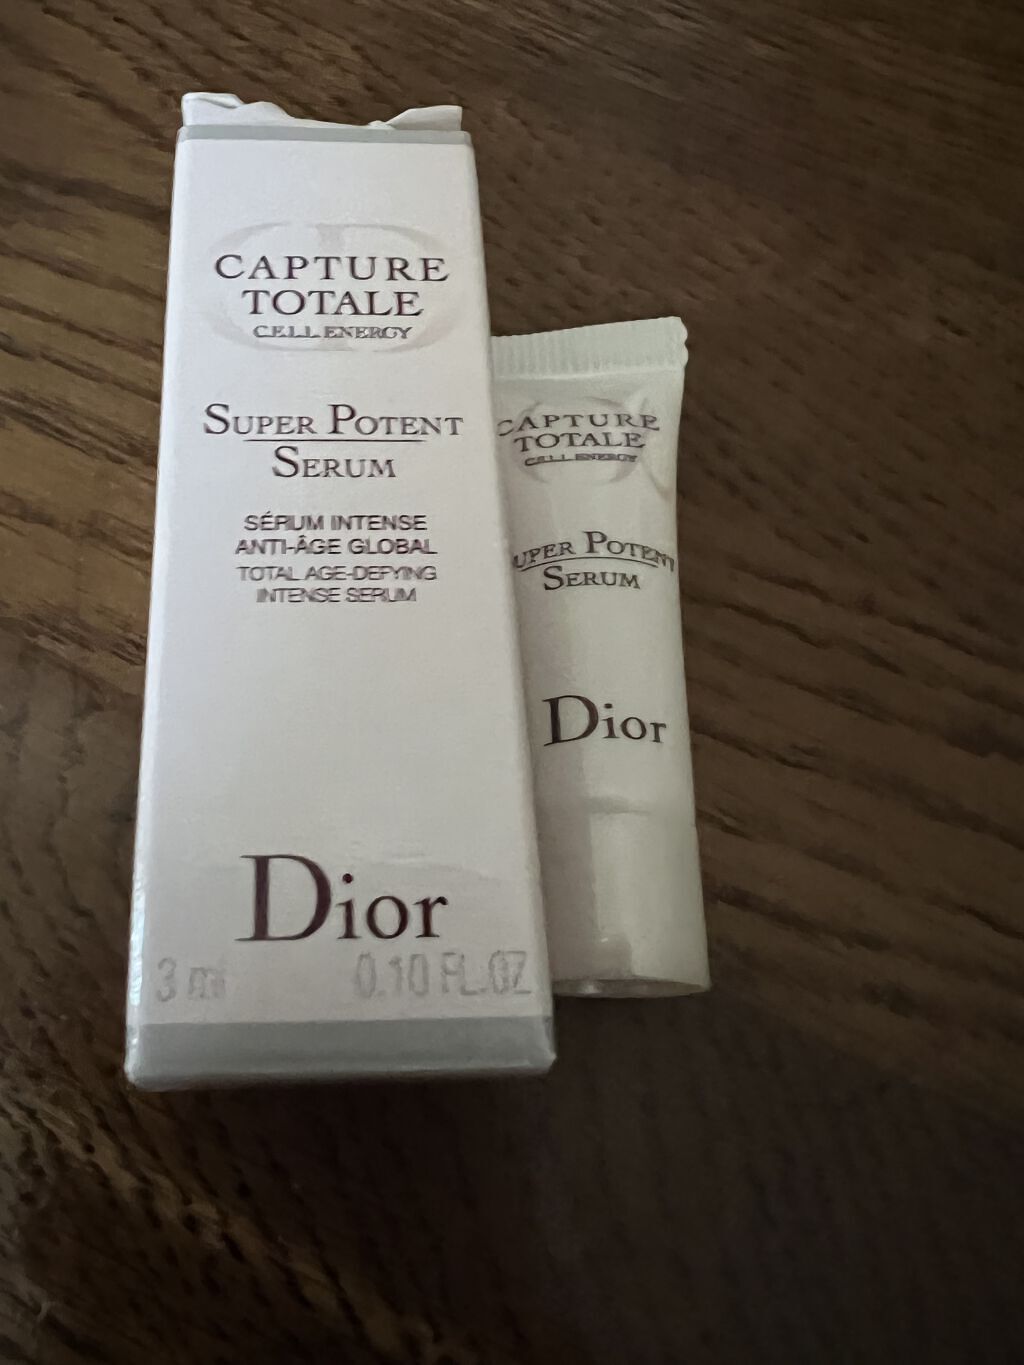 CAPTURE
TOTALE
CELL ENERGY
SUPER POTENT
SERUM
SÉRUM INTENSE
ANTI-ÂGE GLOBAL
TOTAL AGE-DEFYING
INTENSE SERUM
Dior
3 ml 0.10 FL.OZ
CAPTURE
TOTALE
CELL ENERGY
UPER POTENT
SERUM
Dior